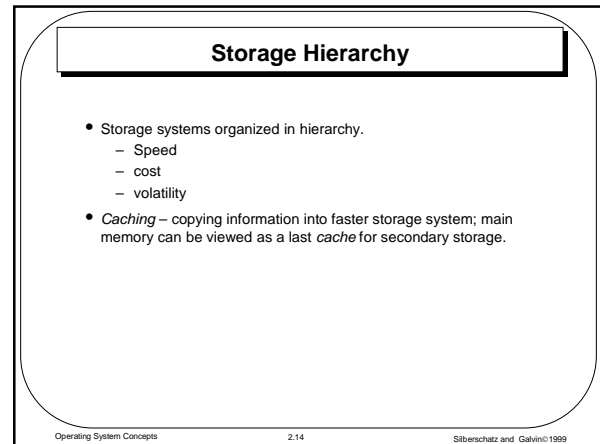 Storage Hierarchy
• Storage systems organized in hierarchy.
– Speed
– cost
– volatility
• Caching – copying information into faster storage system; main
memory can be viewed as a last cache for secondary storage.
Operating System Concepts 2.14 Silberschatz and Galvin©1999